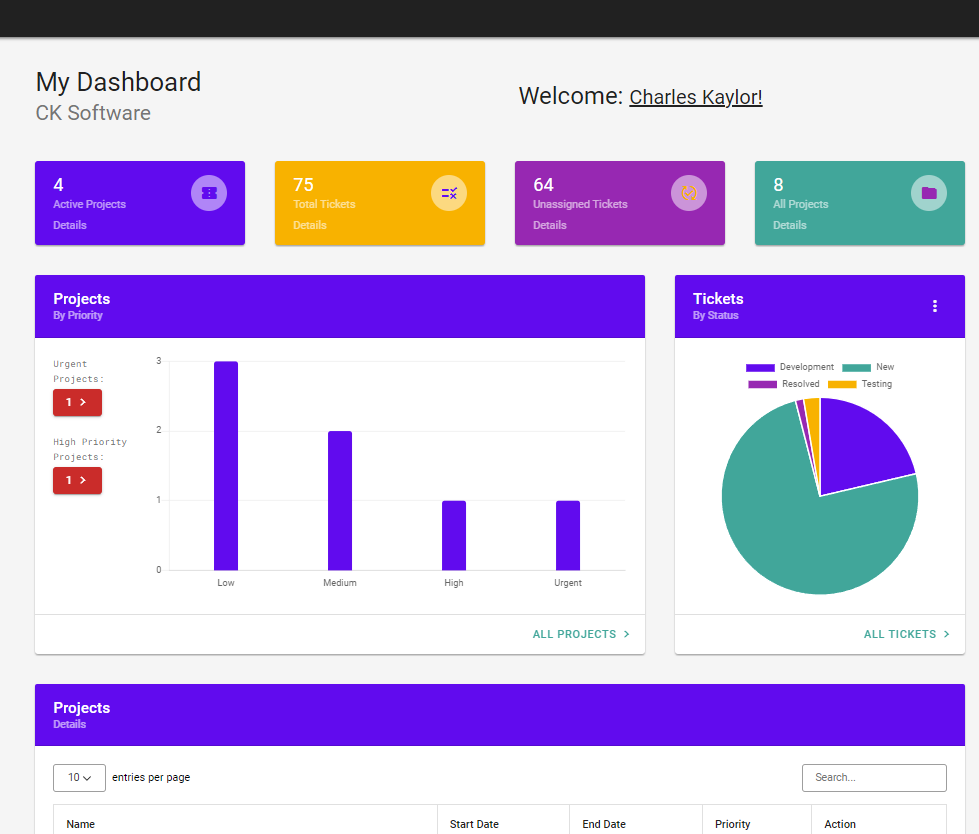 My Dashboard
CK Software
Welcome: Charles Kaylor!
4
Active Projects
Details
75
Total Tickets
Details
64
Unassigned Tickets
Details
8
All Projects
Details
Projects
By Priority
Urgent
Projects:
1
High Priority
Projects:
1
3
2
1
0
Low Medium High Urgent
ALL PROJECTS
Tickets
By Status
Development New
Resolved Testing
ALL TICKETS
Projects
Details
10 entries per page
Search...
Name Start Date End Date Priority Action